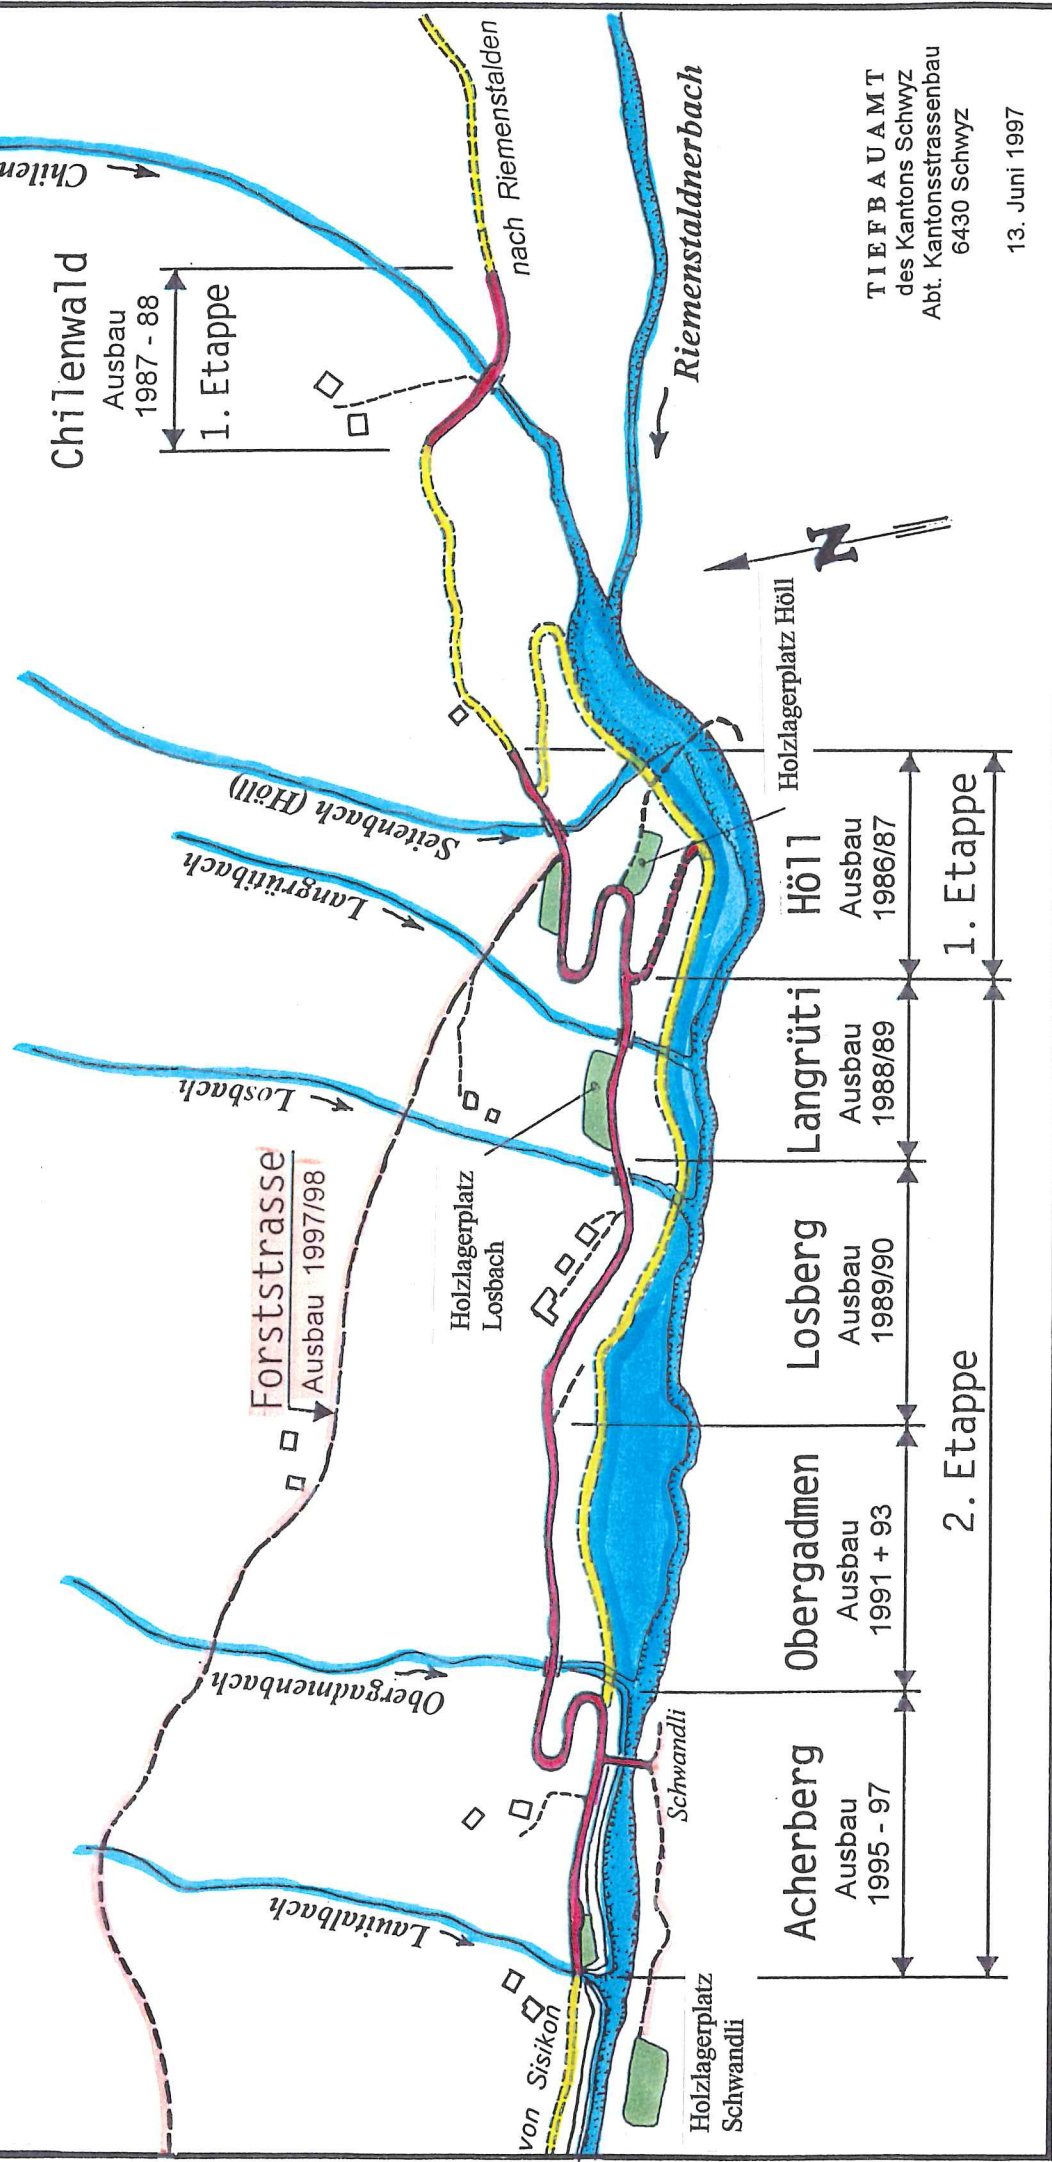 Chilen
Chilenwald
Ausbau
1987 - 88
1. Etappe
nach Riemenstalden
Riemenstaldnerbach
TIEFBAUAMT
des Kantons Schwyz
Abt. Kantonsstrassenbau
6430 Schwyz
13. Juni 1997
N
Seitenbach (Höll)
Langrütibach
Losbach
Forststrasse
Ausbau 1997/98
Holzlagerplatz
Losbach
Holzlagerplatz Höll
Obergadmenbach
Lauitalbach
von Sisikon
Schwandli
Holzlagerplatz
Schwandli
Acherberg
Ausbau
1995 - 97
Obergadmen
Ausbau
1991 + 93
Losberg
Ausbau
1989/90
Langrüti
Ausbau
1988/89
Höll
Ausbau
1986/87
2. Etappe
1. Etappe